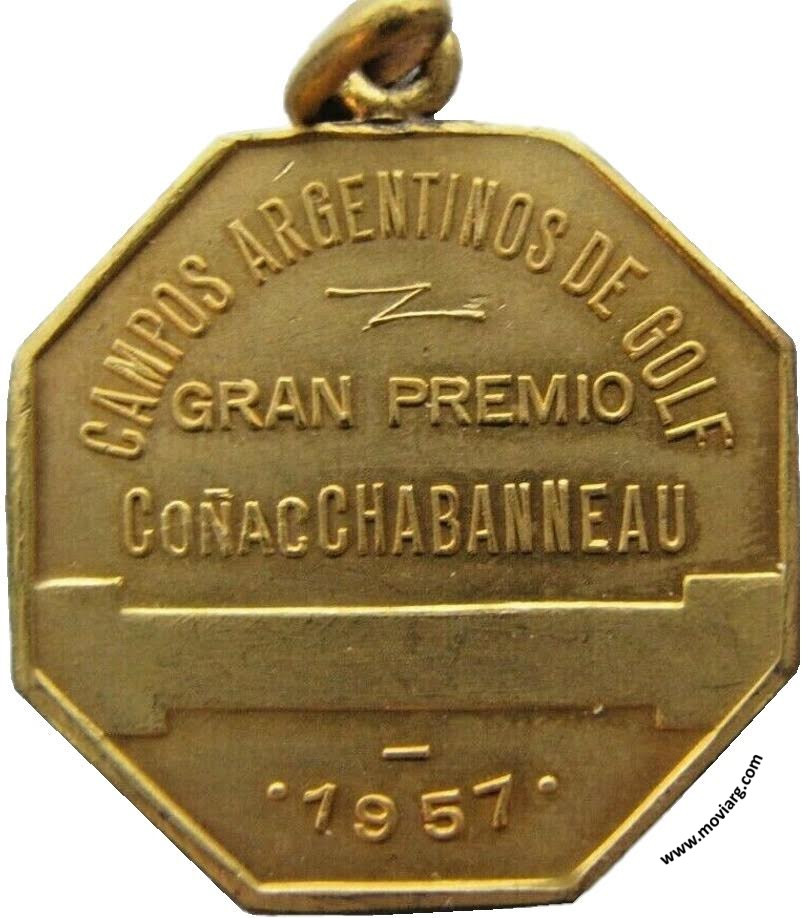 CAMPOS ARGENTINOS DE GOLF
GRAN PREMIO
COÑAC CHABANNEAU
1957
www.moviarg.com